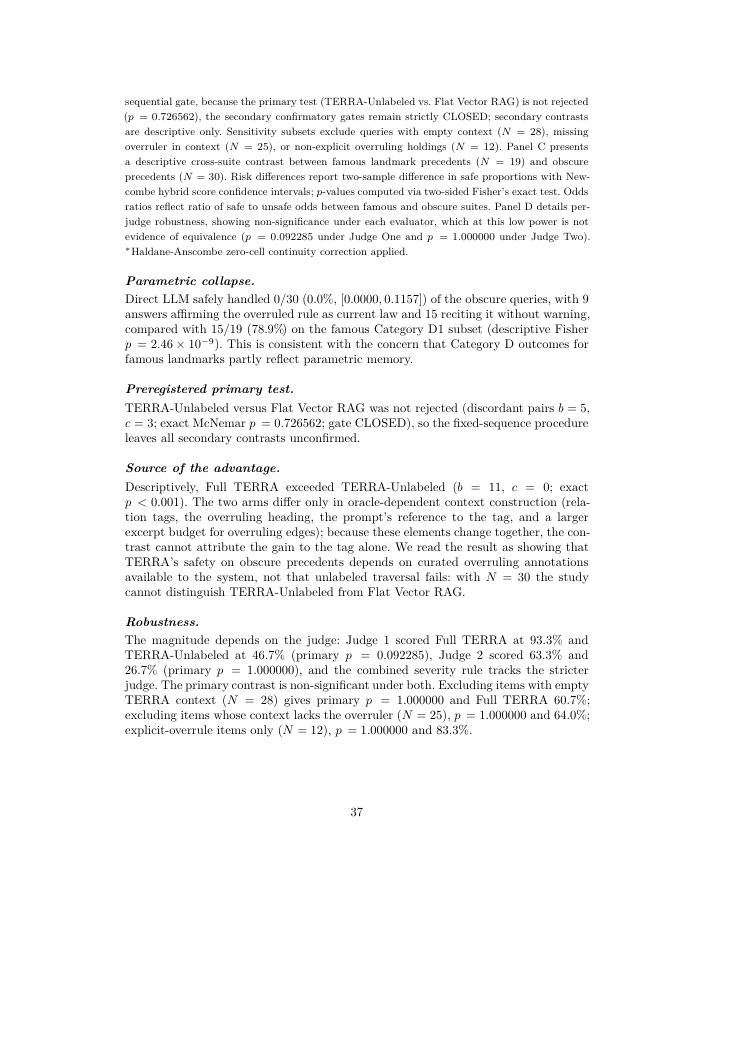 sequential gate, because the primary test (TERRA-Unlabeled vs. Flat Vector RAG) is not rejected
(p = 0.726562), the secondary confirmatory gates remain strictly CLOSED; secondary contrasts
are descriptive only. Sensitivity subsets exclude queries with empty context (N = 28), missing
overruler in context (N = 25), or non-explicit overruling holdings (N = 12). Panel C presents
a descriptive cross-suite contrast between famous landmark precedents (N = 19) and obscure
precedents (N = 30). Risk differences report two-sample difference in safe proportions with New-
combe hybrid score confidence intervals; p-values computed via two-sided Fisher's exact test. Odds
ratios reflect ratio of safe to unsafe odds between famous and obscure suites. Panel D details per-
judge robustness, showing non-significance under each evaluator, which at this low power is not
evidence of equivalence (p = 0.092285 under Judge One and p = 1.000000 under Judge Two).
*Haldane-Anscombe zero-cell continuity correction applied.
Parametric collapse.
Direct LLM safely handled 0/30 (0.0%, [0.0000, 0.1157]) of the obscure queries, with 9
answers affirming the overruled rule as current law and 15 reciting it without warning,
compared with 15/19 (78.9%) on the famous Category D1 subset (descriptive Fisher
p = 2.46 × 10⁻⁹). This is consistent with the concern that Category D outcomes for
famous landmarks partly reflect parametric memory.
Preregistered primary test.
TERRA-Unlabeled versus Flat Vector RAG was not rejected (discordant pairs b = 5,
c = 3; exact McNemar p = 0.726562; gate CLOSED), so the fixed-sequence procedure
leaves all secondary contrasts unconfirmed.
Source of the advantage.
Descriptively, Full TERRA exceeded TERRA-Unlabeled (b = 11, c = 0; exact
p < 0.001). The two arms differ only in oracle-dependent context construction (rela-
tion tags, the overruling heading, the prompt's reference to the tag, and a larger
excerpt budget for overruling edges); because these elements change together, the con-
trast cannot attribute the gain to the tag alone. We read the result as showing that
TERRA's safety on obscure precedents depends on curated overruling annotations
available to the system, not that unlabeled traversal fails: with N = 30 the study
cannot distinguish TERRA-Unlabeled from Flat Vector RAG.
Robustness.
The magnitude depends on the judge: Judge 1 scored Full TERRA at 93.3% and
TERRA-Unlabeled at 46.7% (primary p = 0.092285), Judge 2 scored 63.3% and
26.7% (primary p = 1.000000), and the combined severity rule tracks the stricter
judge. The primary contrast is non-significant under both. Excluding items with empty
TERRA context (N = 28) gives primary p = 1.000000 and Full TERRA 60.7%;
excluding items whose context lacks the overruler (N = 25), p = 1.000000 and 64.0%;
explicit-overrule items only (N = 12), p = 1.000000 and 83.3%.
37